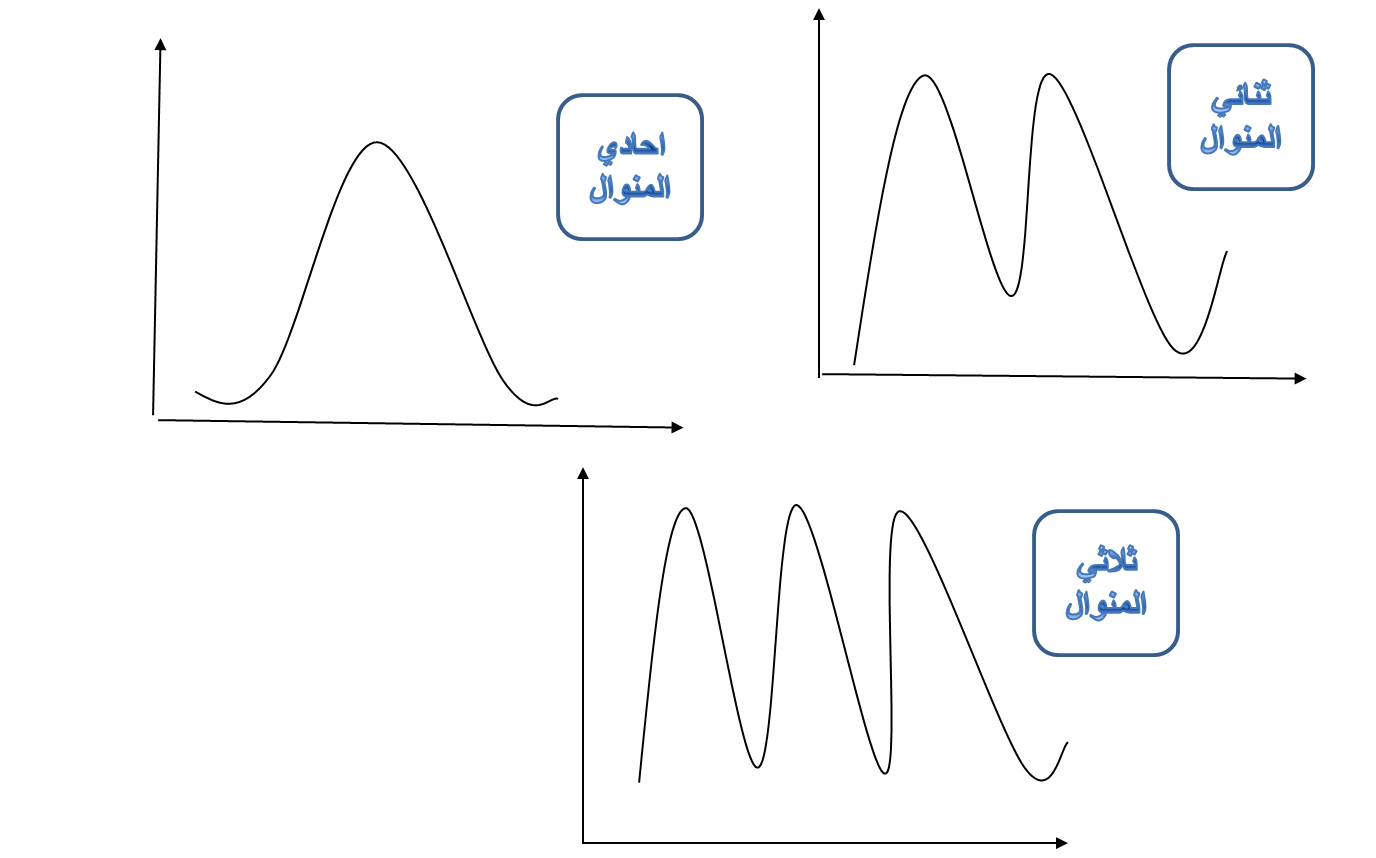 احادي
المنوال
ثنائي
المنوال
ثلاثي
المنوال